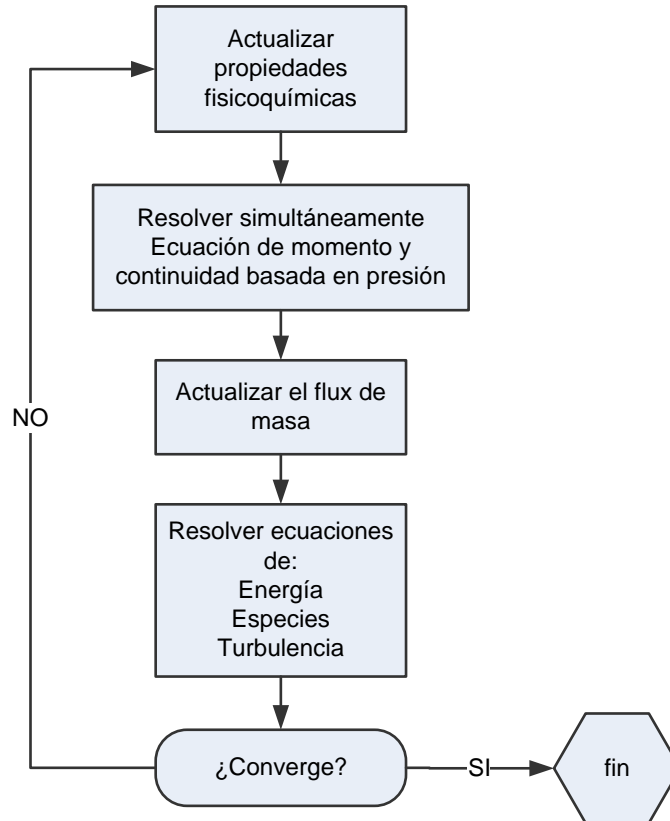 Actualizar
propiedades
fisicoquímicas
Resolver simultáneamente
Ecuación de momento y
continuidad basada en presión
Actualizar el flux de
masa
NO
Resolver ecuaciones
de:
Energía
Especies
Turbulencia
¿Converge?
SI
fin